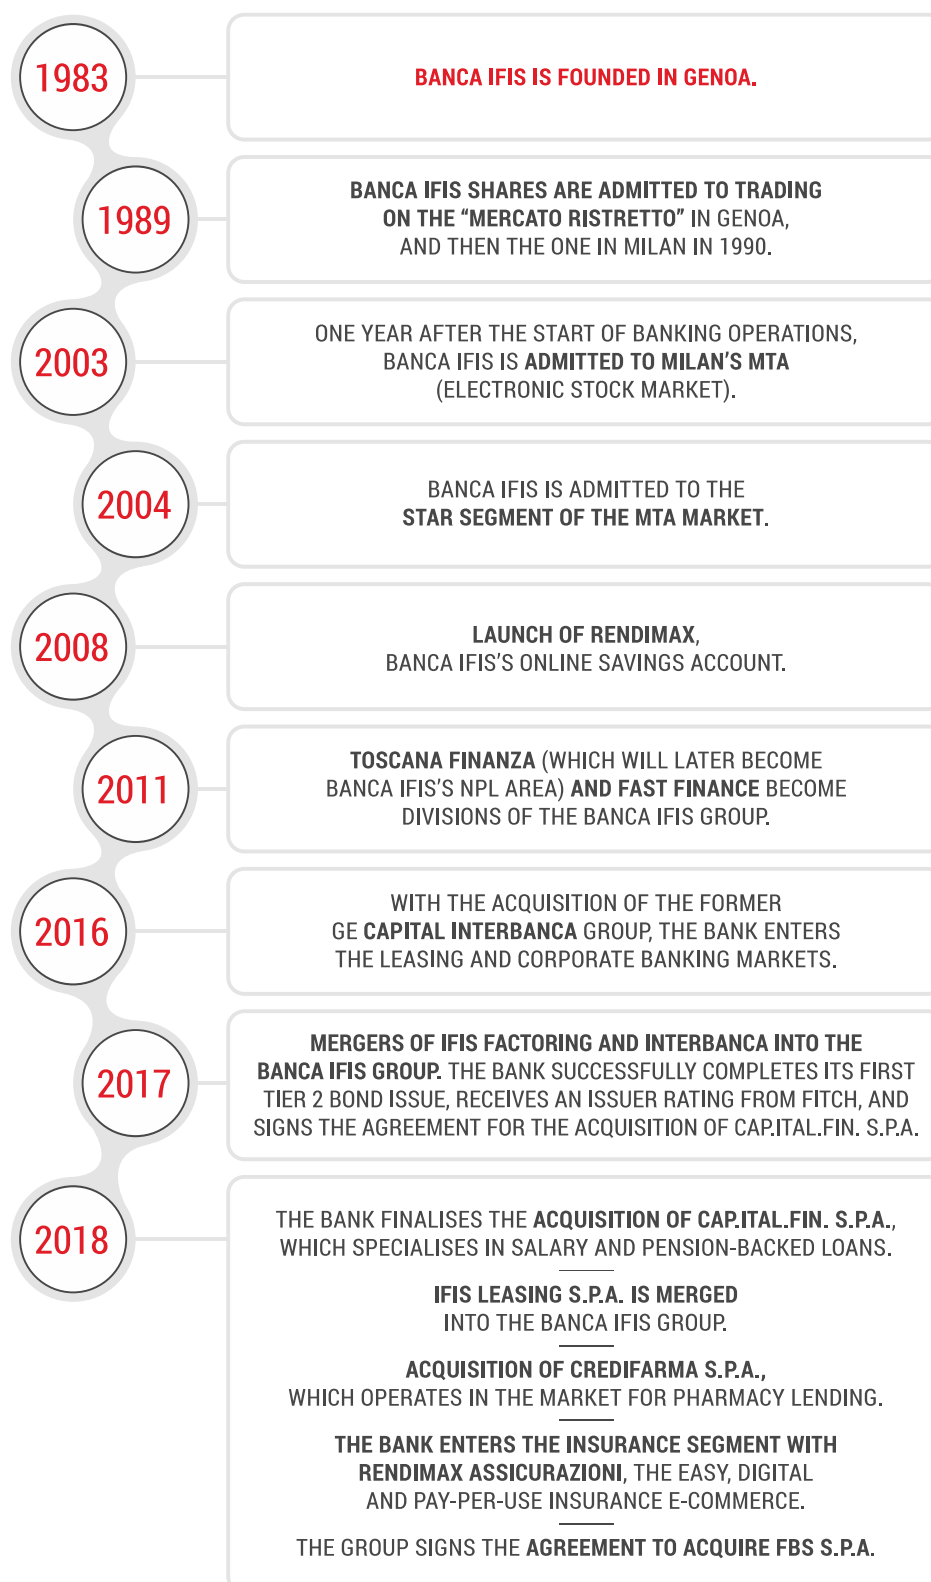 1983
BANCA IFIS IS FOUNDED IN GENOA.
1989
BANCA IFIS SHARES ARE ADMITTED TO TRADING
ON THE “MERCATO RISTRETTO” IN GENOA,
AND THEN THE ONE IN MILAN IN 1990.
2003
ONE YEAR AFTER THE START OF BANKING OPERATIONS,
BANCA IFIS IS ADMITTED TO MILAN’S MTA
(ELECTRONIC STOCK MARKET).
2004
BANCA IFIS IS ADMITTED TO THE
STAR SEGMENT OF THE MTA MARKET.
2008
LAUNCH OF RENDIMAX,
BANCA IFIS’S ONLINE SAVINGS ACCOUNT.
2011
TOSCANA FINANZA (WHICH WILL LATER BECOME
BANCA IFIS’S NPL AREA) AND FAST FINANCE BECOME
DIVISIONS OF THE BANCA IFIS GROUP.
2016
WITH THE ACQUISITION OF THE FORMER
GE CAPITAL INTERBANCA GROUP, THE BANK ENTERS
THE LEASING AND CORPORATE BANKING MARKETS.
2017
MERGERS OF IFIS FACTORING AND INTERBANCA INTO THE
BANCA IFIS GROUP. THE BANK SUCCESSFULLY COMPLETES ITS FIRST
TIER 2 BOND ISSUE, RECEIVES AN ISSUER RATING FROM FITCH, AND
SIGNS THE AGREEMENT FOR THE ACQUISITION OF CAP.ITAL.FIN. S.P.A.
2018
THE BANK FINALISES THE ACQUISITION OF CAP.ITAL.FIN. S.P.A.,
WHICH SPECIALISES IN SALARY AND PENSION-BACKED LOANS.
IFIS LEASING S.P.A. IS MERGED
INTO THE BANCA IFIS GROUP.
ACQUISITION OF CREDIFARMA S.P.A.,
WHICH OPERATES IN THE MARKET FOR PHARMACY LENDING.
THE BANK ENTERS THE INSURANCE SEGMENT WITH
RENDIMAX ASSICURAZIONI, THE EASY, DIGITAL
AND PAY-PER-USE INSURANCE E-COMMERCE.
THE GROUP SIGNS THE AGREEMENT TO ACQUIRE FBS S.P.A.